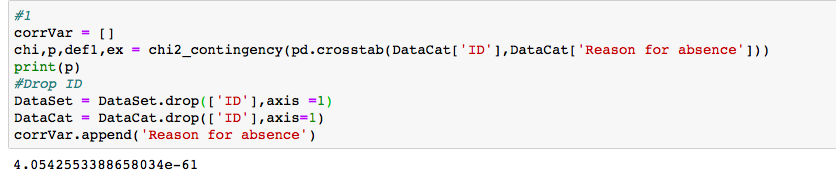 #1
corrVar = []
chi,p,def1,ex = chi2_contingency(pd.crosstab(DataCat['ID'],DataCat['Reason for absence']))
print(p)
#Drop ID
DataSet = DataSet.drop(['ID'],axis =1)
DataCat = DataCat.drop(['ID'],axis=1)
corrVar.append('Reason for absence')
4.0542553388658034e-61